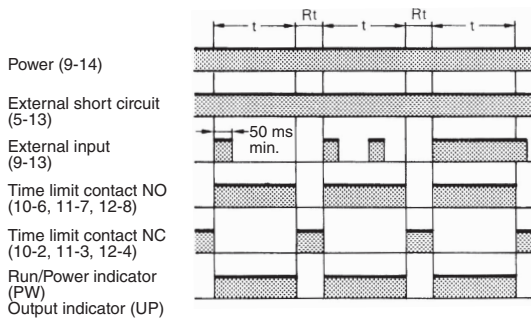 t Rt t Rt t
Power (9-14)
External short circuit
(5-13)
50 ms
min.
External input
(9-13)
Time limit contact NO
(10-6, 11-7, 12-8)
Time limit contact NC
(10-2, 11-3, 12-4)
Run/Power indicator
(PW)
Output indicator (UP)